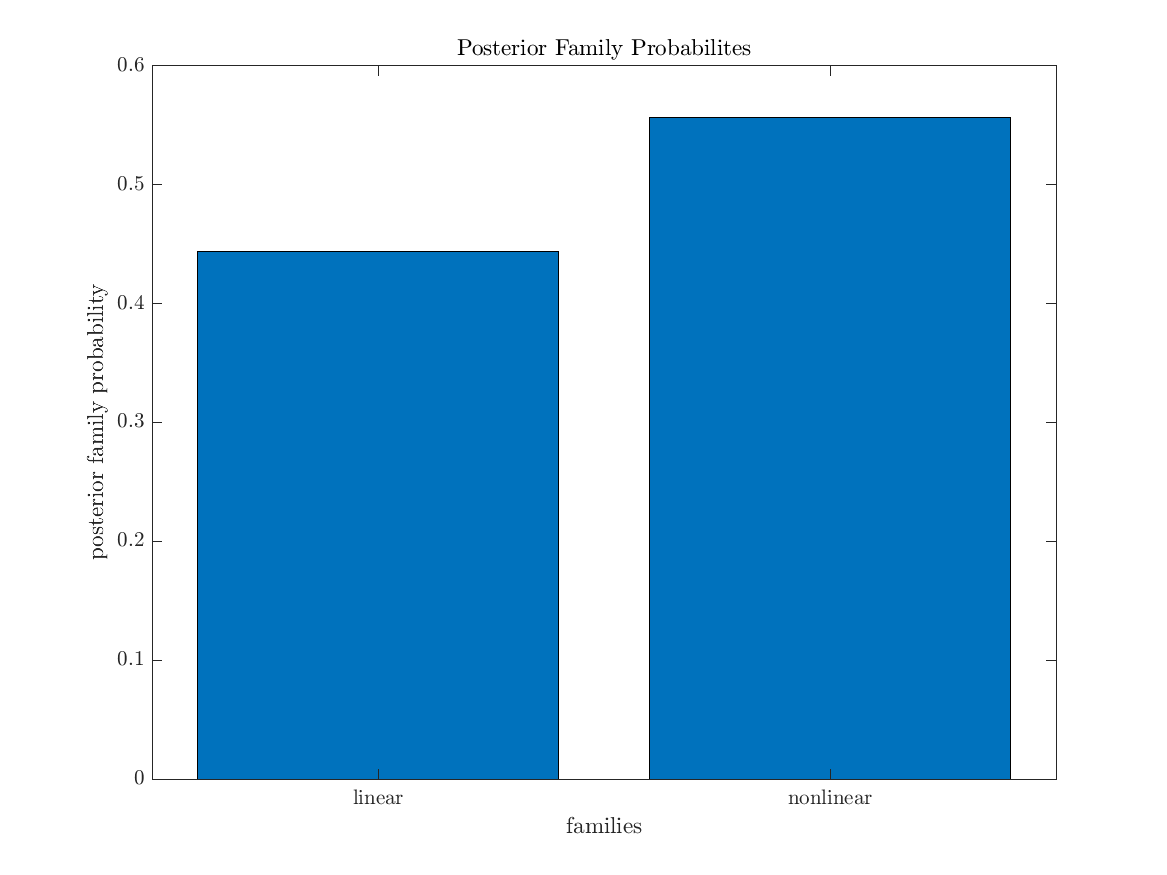 Posterior Family Probabilites
0.6
0.5
0.4
0.3
0.2
0.1
0
posterior family probability
linear
nonlinear
families